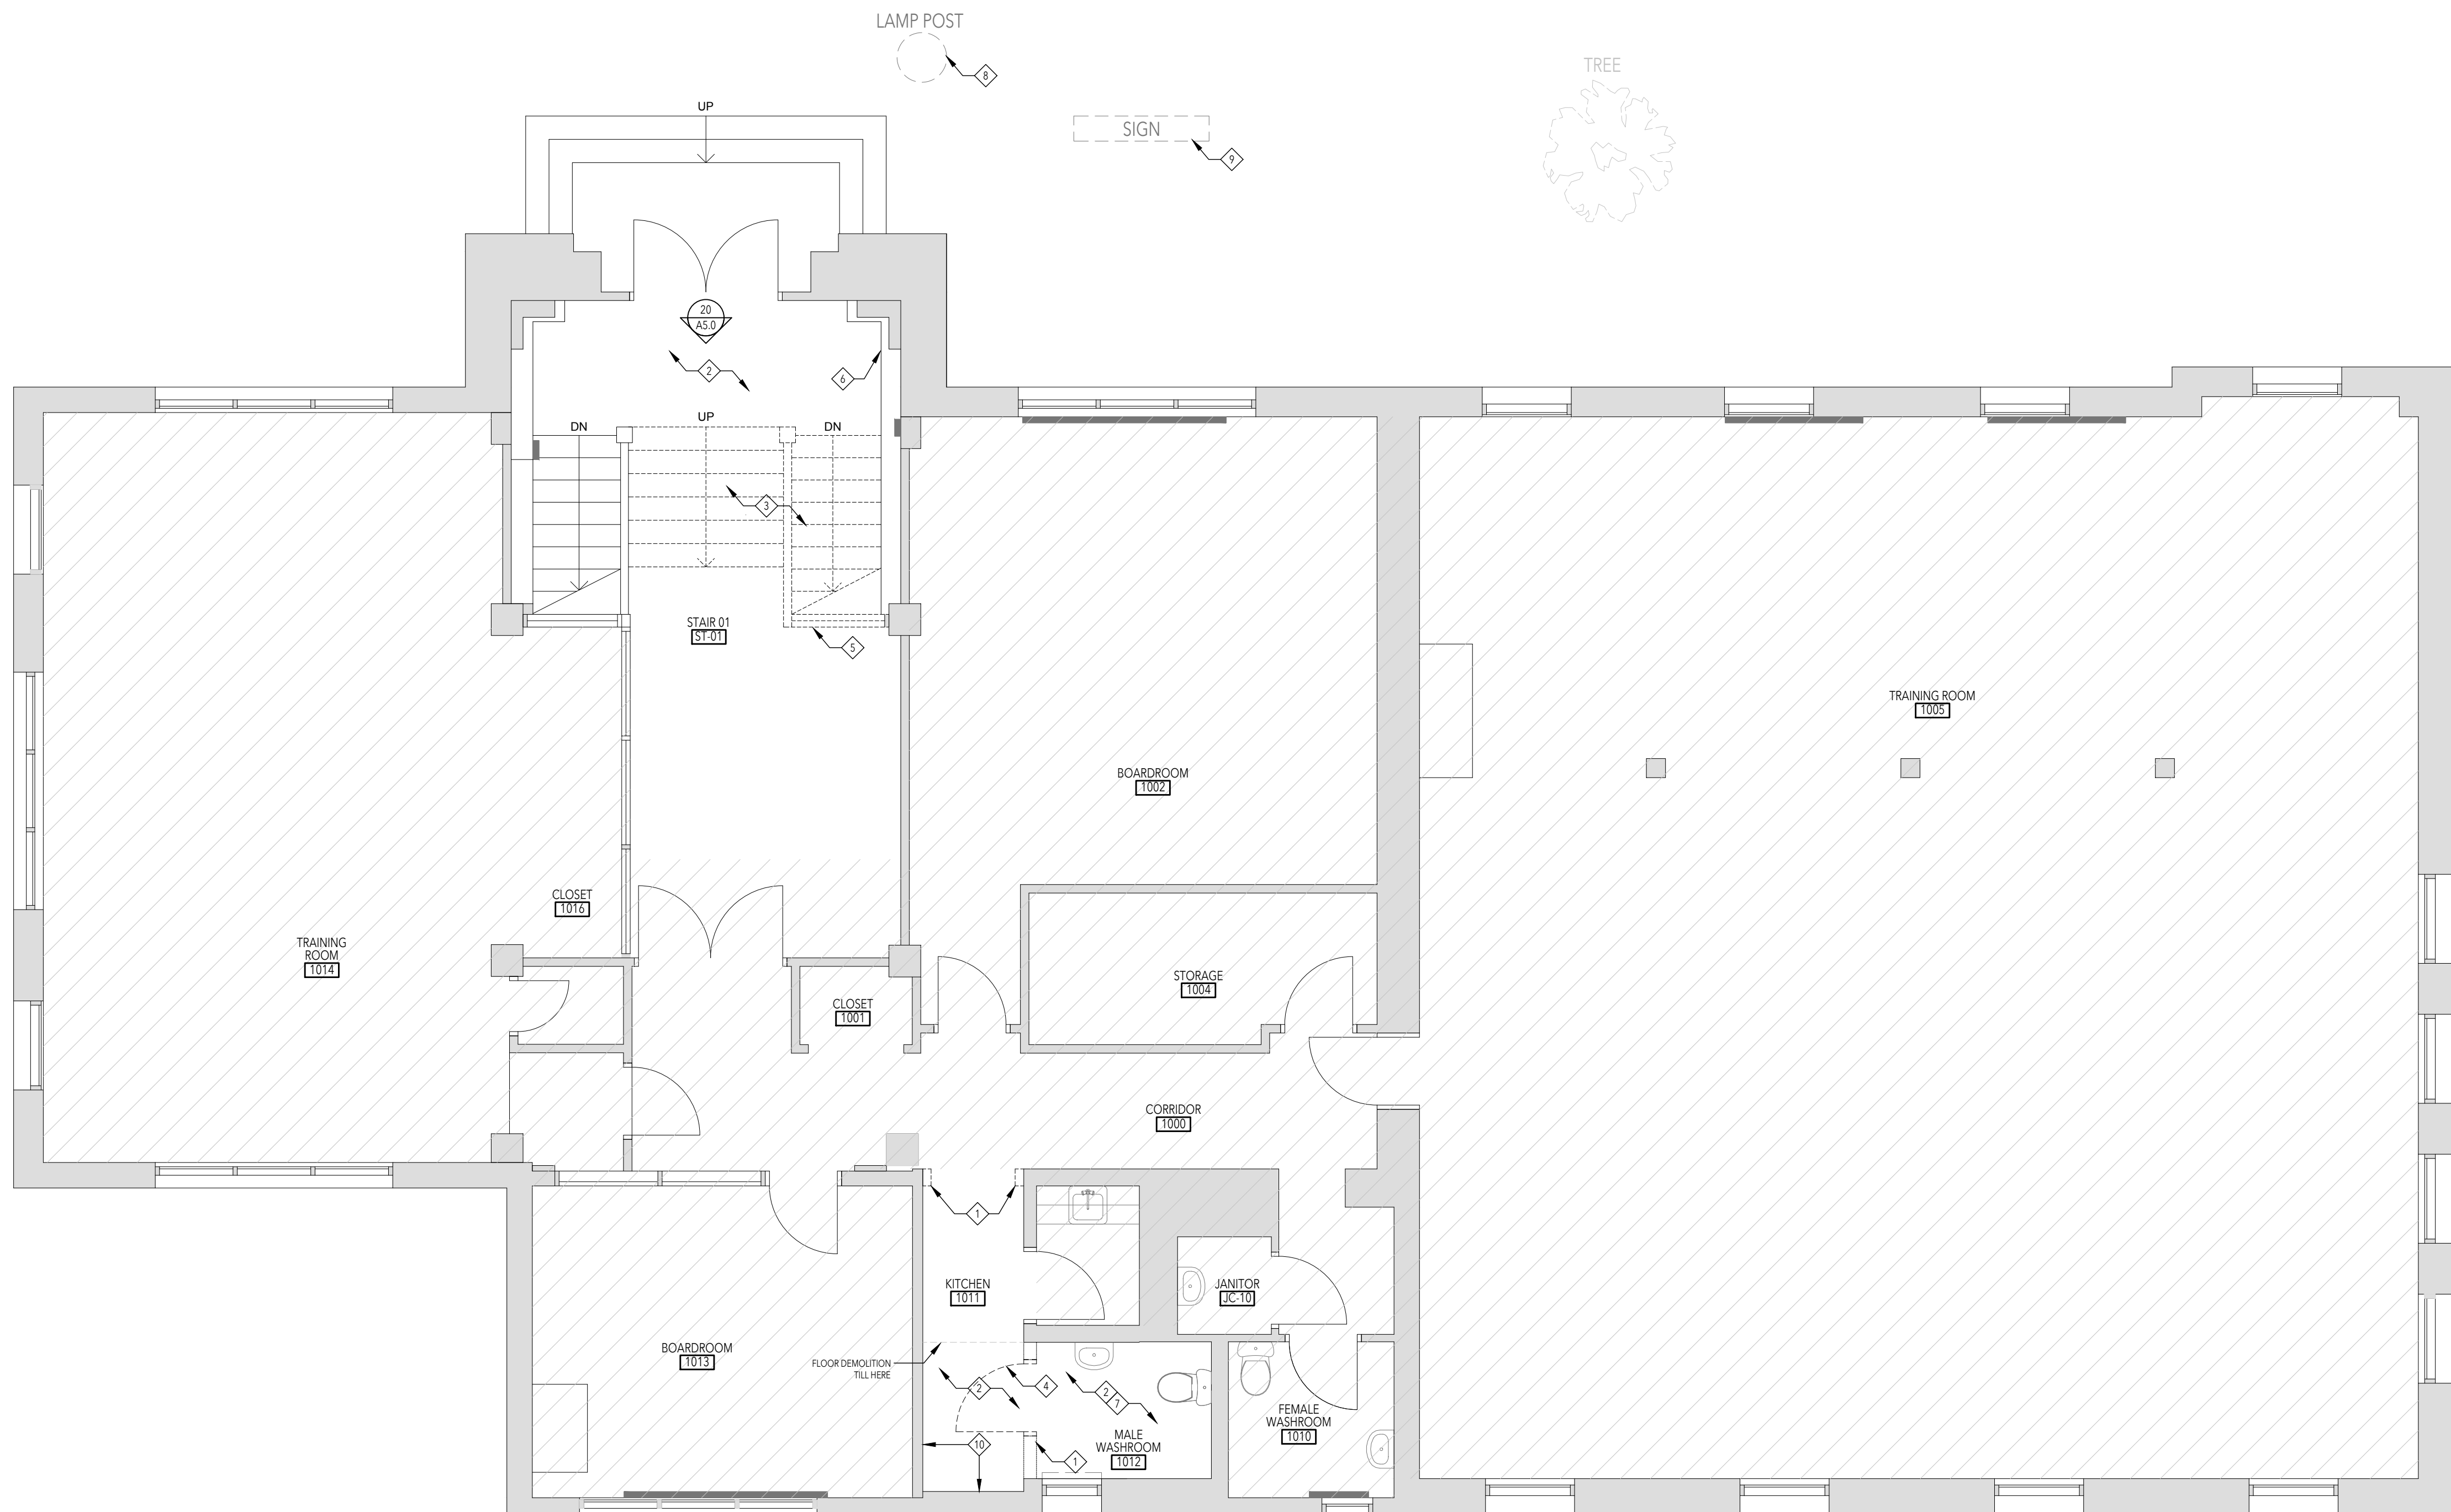 LAMP POST
8
TREE
UP
SIGN
9
20
A5.0
2
6
UP
DN
DN
3
STAIR 01
ST-01
5
TRAINING ROOM
1005
BOARDROOM
1002
CLOSET
1016
TRAINING
ROOM
1014
STORAGE
1004
CLOSET
1001
CORRIDOR
1000
1
KITCHEN
1011
JANITOR
JC-10
BOARDROOM
1013
FLOOR DEMOLITION
TILL HERE
2
4
2
7
FEMALE
WASHROOM
1010
MALE
WASHROOM
1012
10
1